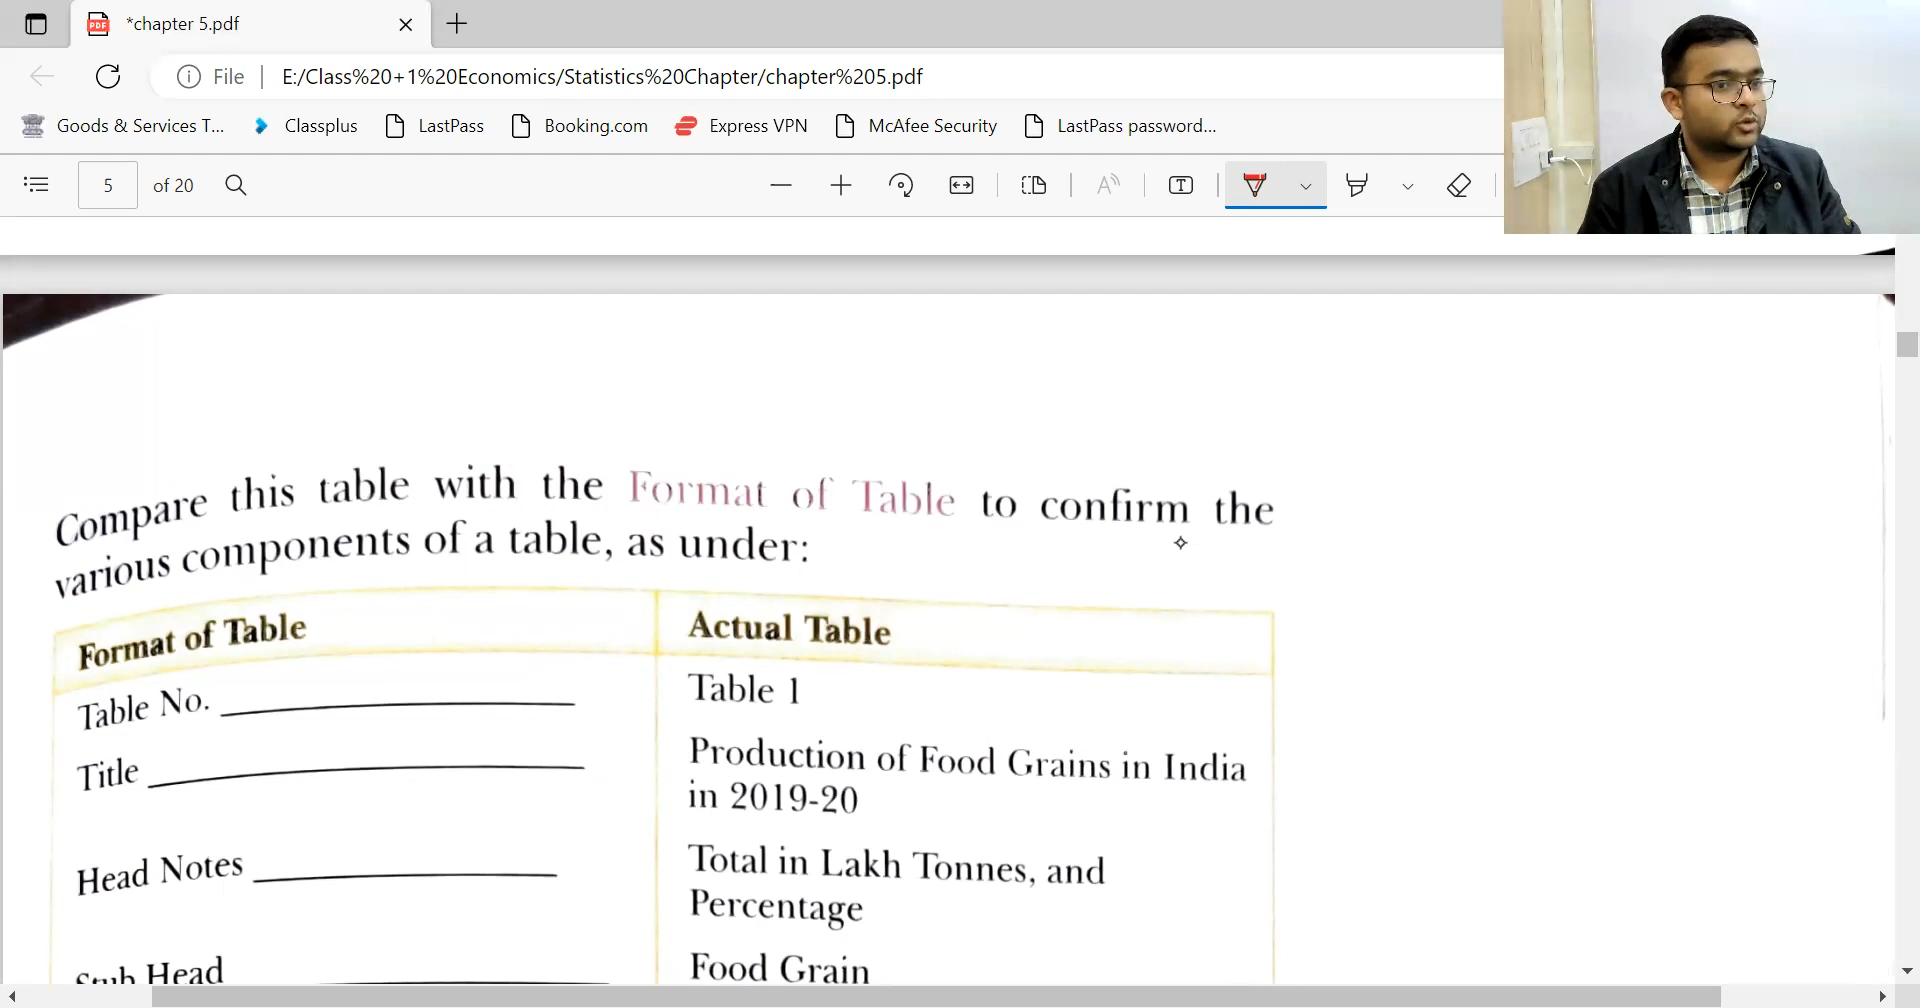 *chapter 5.pdf
File E:/Class%20+1%20Economics/Statistics%20Chapter/chapter%205.pdf
Goods & Services T... Classplus LastPass Booking.com Express VPN McAfee Security LastPass password...
5 of 20
Compare this table with the Format of Table to confirm the
various components of a table, as under:
Format of Table Actual Table
Table No. Table 1
Title Production of Food Grains in India
in 2019-20
Head Notes Total in Lakh Tonnes, and
Percentage
Stub Head Food Grain